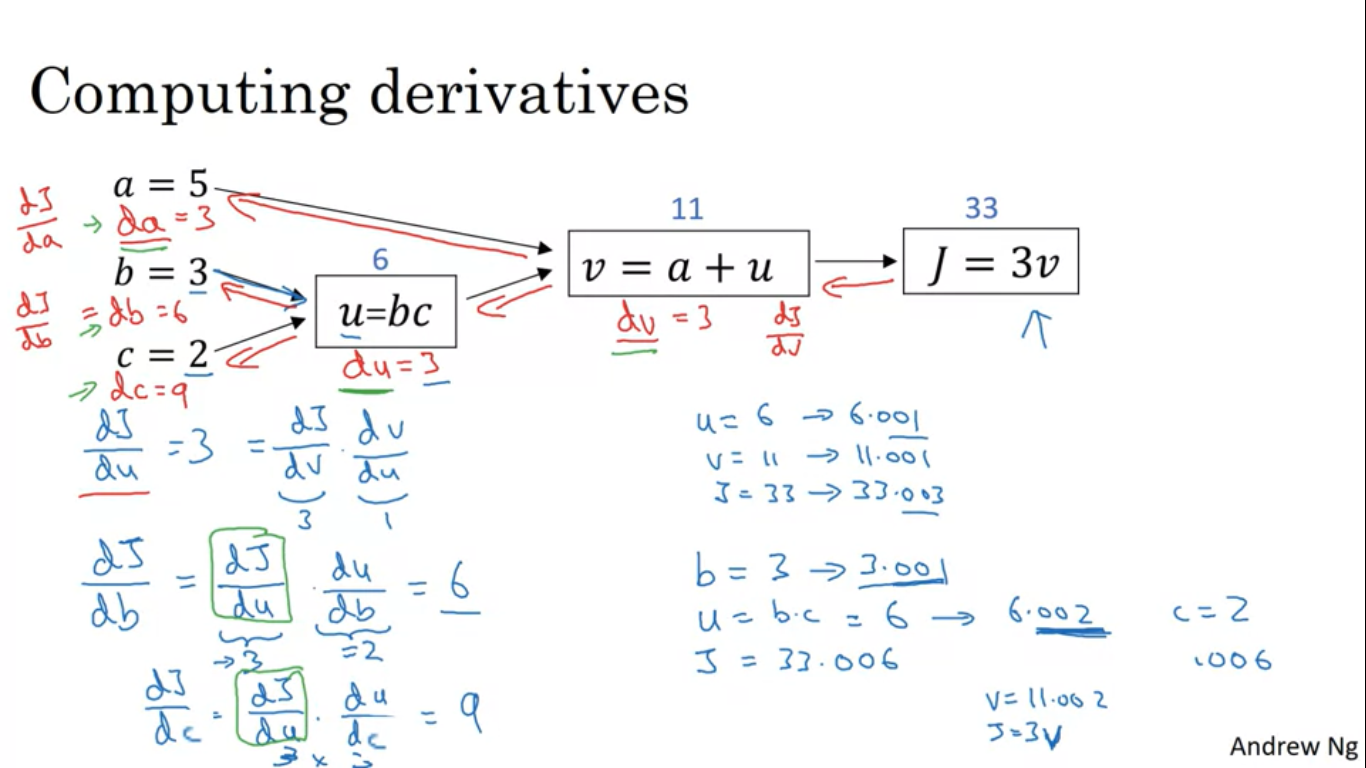 Computing derivatives
a = 5
dJ/da → da = 3
11
33
b = 3
6
v = a + u
J = 3v
dJ/db = db = 6
u=bc
dv = 3 dJ/dv
c = 2
du = 3
→ dc = 9
dJ/du = 3 = dJ/dv · dv/du
3 1
u = 6 → 6.001
v = 11 → 11.001
J = 33 → 33.003
dJ/db = dJ/du · du/db = 6
→ 3 = 2
b = 3 → 3.001
u = b·c = 6 → 6.002 c = 2
J = 33.006 .006
dJ/dc = dJ/du · du/dc = 9
3 × 3
v = 11.002
J = 3v
Andrew Ng